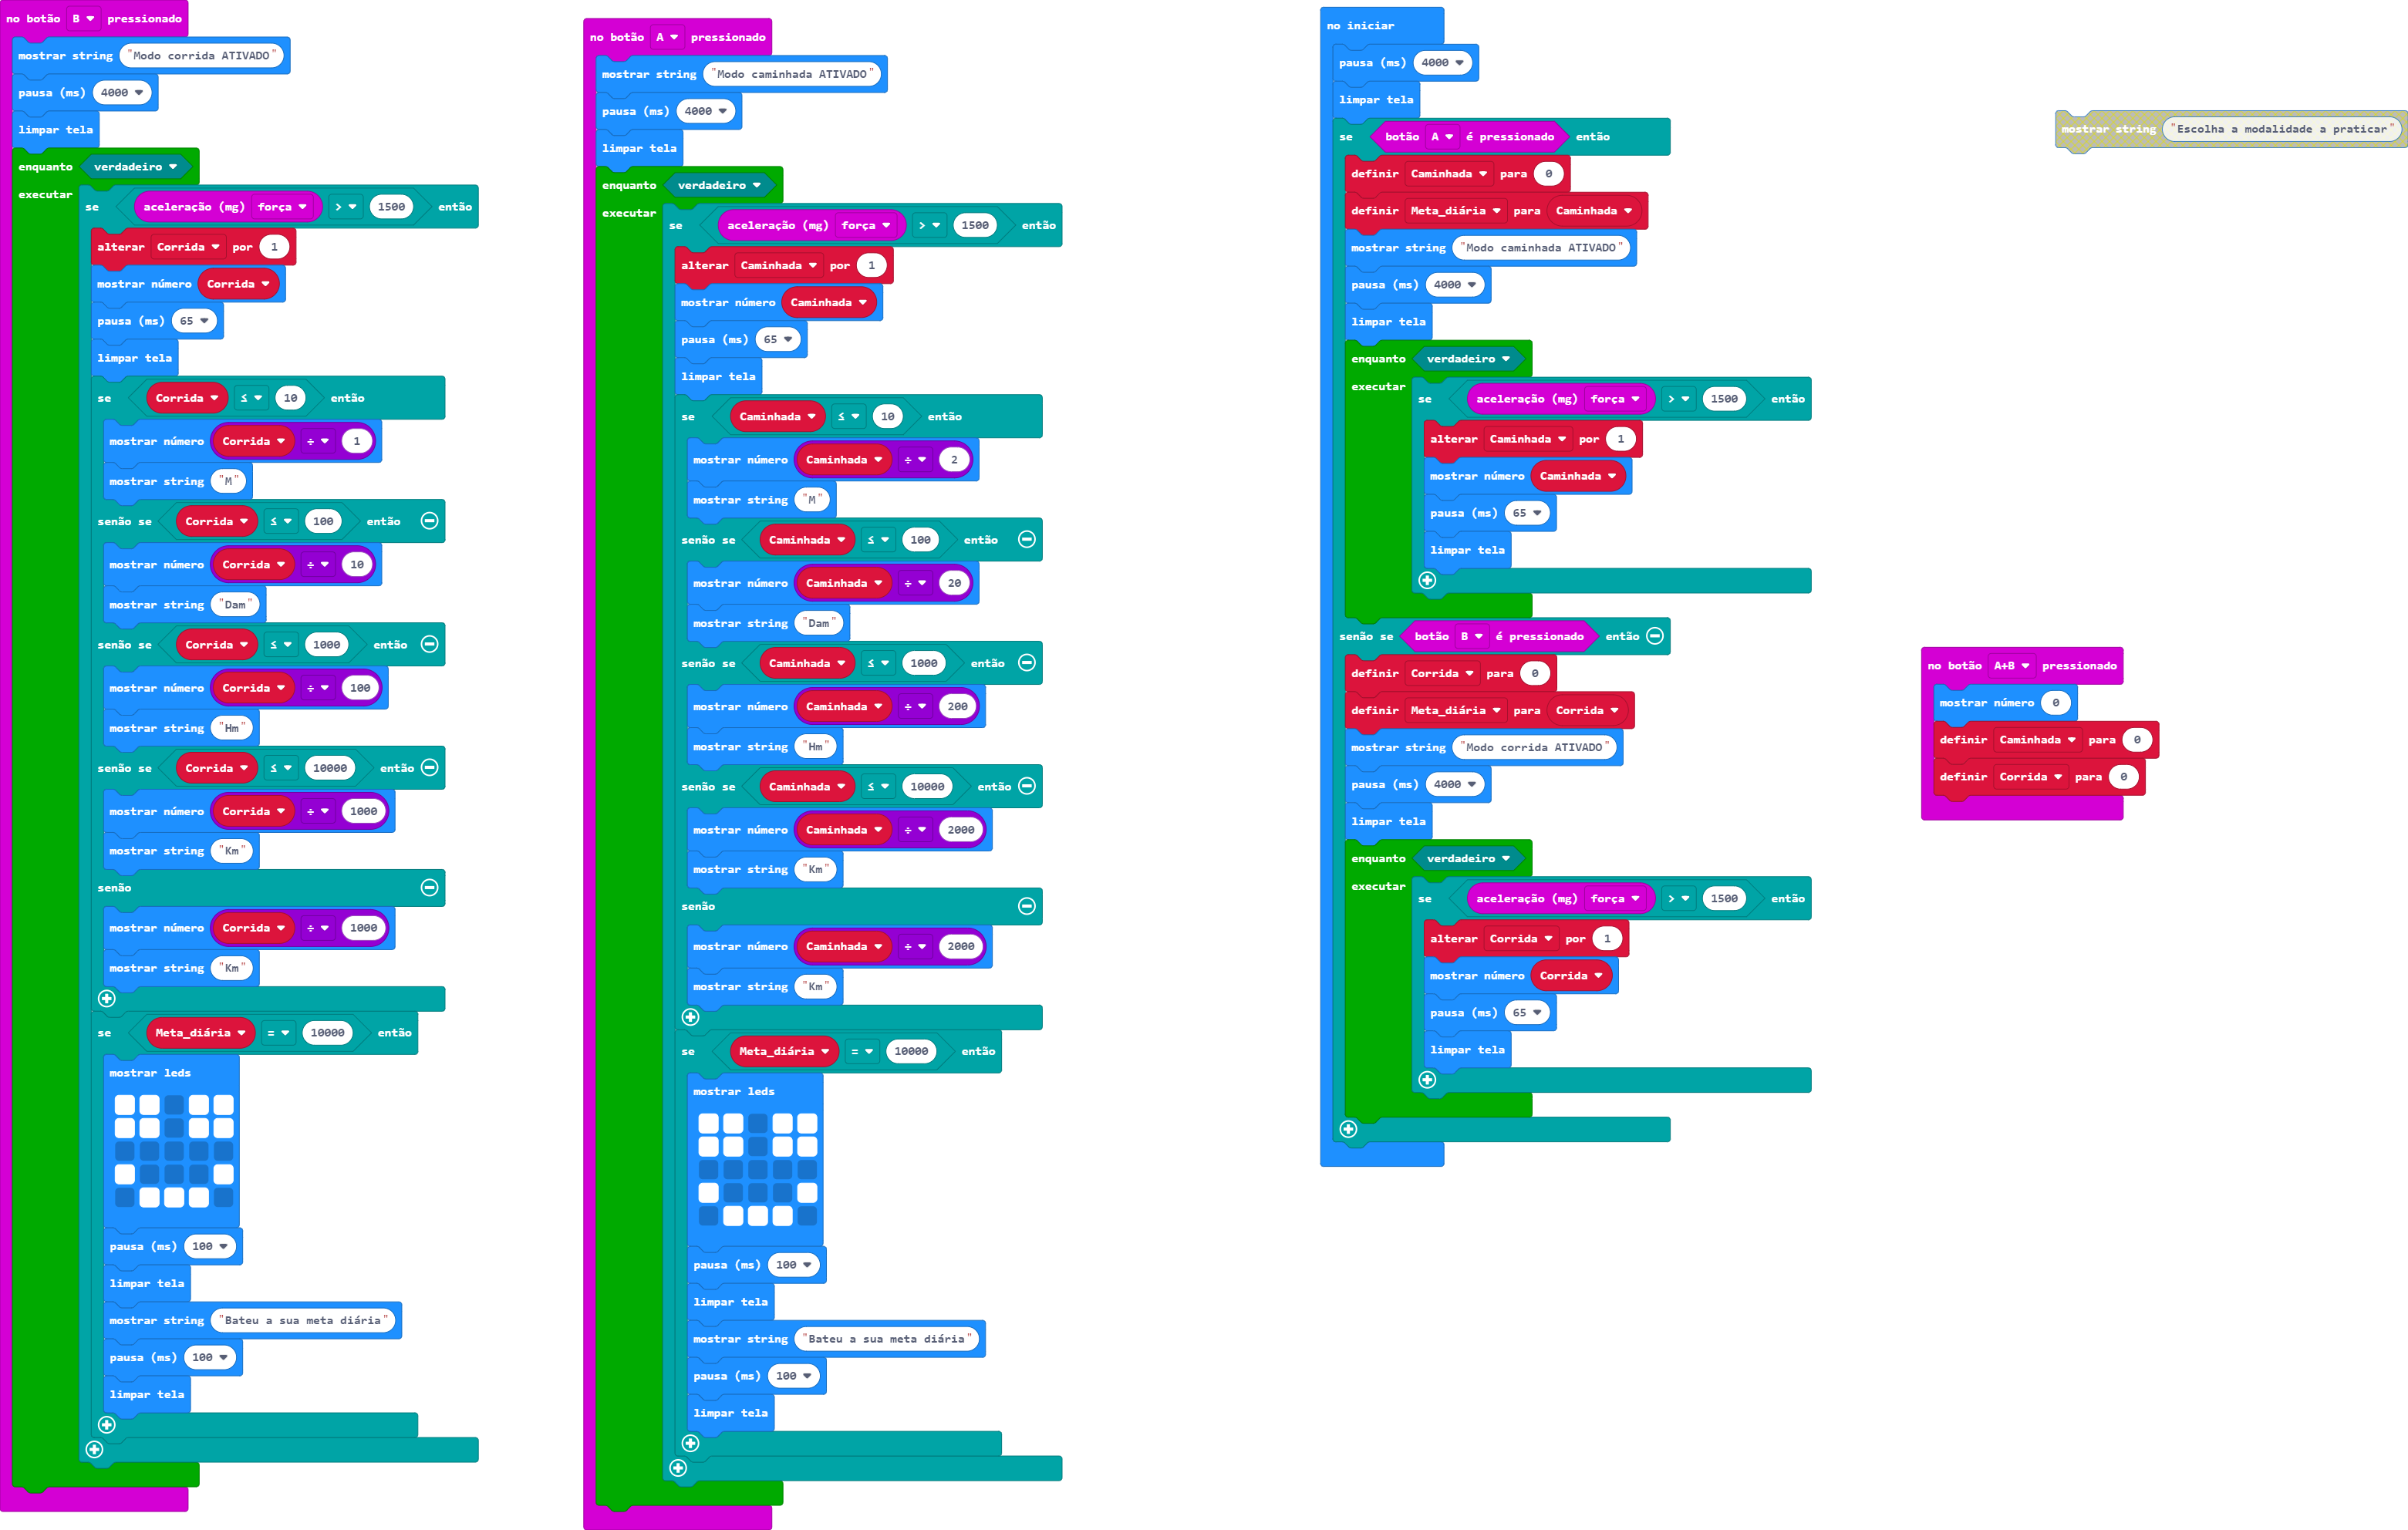 no botão B pressionado
mostrar string "Modo corrida ATIVADO"
pausa (ms) 4000
limpar tela
enquanto verdadeiro
executar
se aceleração (mg) força > 1500 então
alterar Corrida por 1
mostrar número Corrida
pausa (ms) 65
limpar tela
se Corrida ≤ 10 então
mostrar número Corrida ÷ 1
mostrar string "M"
senão se Corrida ≤ 100 então
mostrar número Corrida ÷ 10
mostrar string "Dam"
senão se Corrida ≤ 1000 então
mostrar número Corrida ÷ 100
mostrar string "Hm"
senão se Corrida ≤ 10000 então
mostrar número Corrida ÷ 1000
mostrar string "Km"
senão
mostrar número Corrida ÷ 1000
mostrar string "Km"
se Meta_diária = 10000 então
mostrar leds
pausa (ms) 100
limpar tela
mostrar string "Bateu a sua meta diária"
pausa (ms) 100
limpar tela
no botão A pressionado
mostrar string "Modo caminhada ATIVADO"
pausa (ms) 4000
limpar tela
enquanto verdadeiro
executar
se aceleração (mg) força > 1500 então
alterar Caminhada por 1
mostrar número Caminhada
pausa (ms) 65
limpar tela
se Caminhada ≤ 10 então
mostrar número Caminhada ÷ 2
mostrar string "M"
senão se Caminhada ≤ 100 então
mostrar número Caminhada ÷ 20
mostrar string "Dam"
senão se Caminhada ≤ 1000 então
mostrar número Caminhada ÷ 200
mostrar string "Hm"
senão se Caminhada ≤ 10000 então
mostrar número Caminhada ÷ 2000
mostrar string "Km"
senão
mostrar número Caminhada ÷ 2000
mostrar string "Km"
se Meta_diária = 10000 então
mostrar leds
pausa (ms) 100
limpar tela
mostrar string "Bateu a sua meta diária"
pausa (ms) 100
limpar tela
no iniciar
pausa (ms) 4000
limpar tela
se botão A é pressionado então
definir Caminhada para 0
definir Meta_diária para Caminhada
mostrar string "Modo caminhada ATIVADO"
pausa (ms) 4000
limpar tela
enquanto verdadeiro
executar
se aceleração (mg) força > 1500 então
alterar Caminhada por 1
mostrar número Caminhada
pausa (ms) 65
limpar tela
senão se botão B é pressionado então
definir Corrida para 0
definir Meta_diária para Corrida
mostrar string "Modo corrida ATIVADO"
pausa (ms) 4000
limpar tela
enquanto verdadeiro
executar
se aceleração (mg) força > 1500 então
alterar Corrida por 1
mostrar número Corrida
pausa (ms) 65
limpar tela
mostrar string "Escolha a modalidade a praticar"
no botão A+B pressionado
mostrar número 0
definir Caminhada para 0
definir Corrida para 0